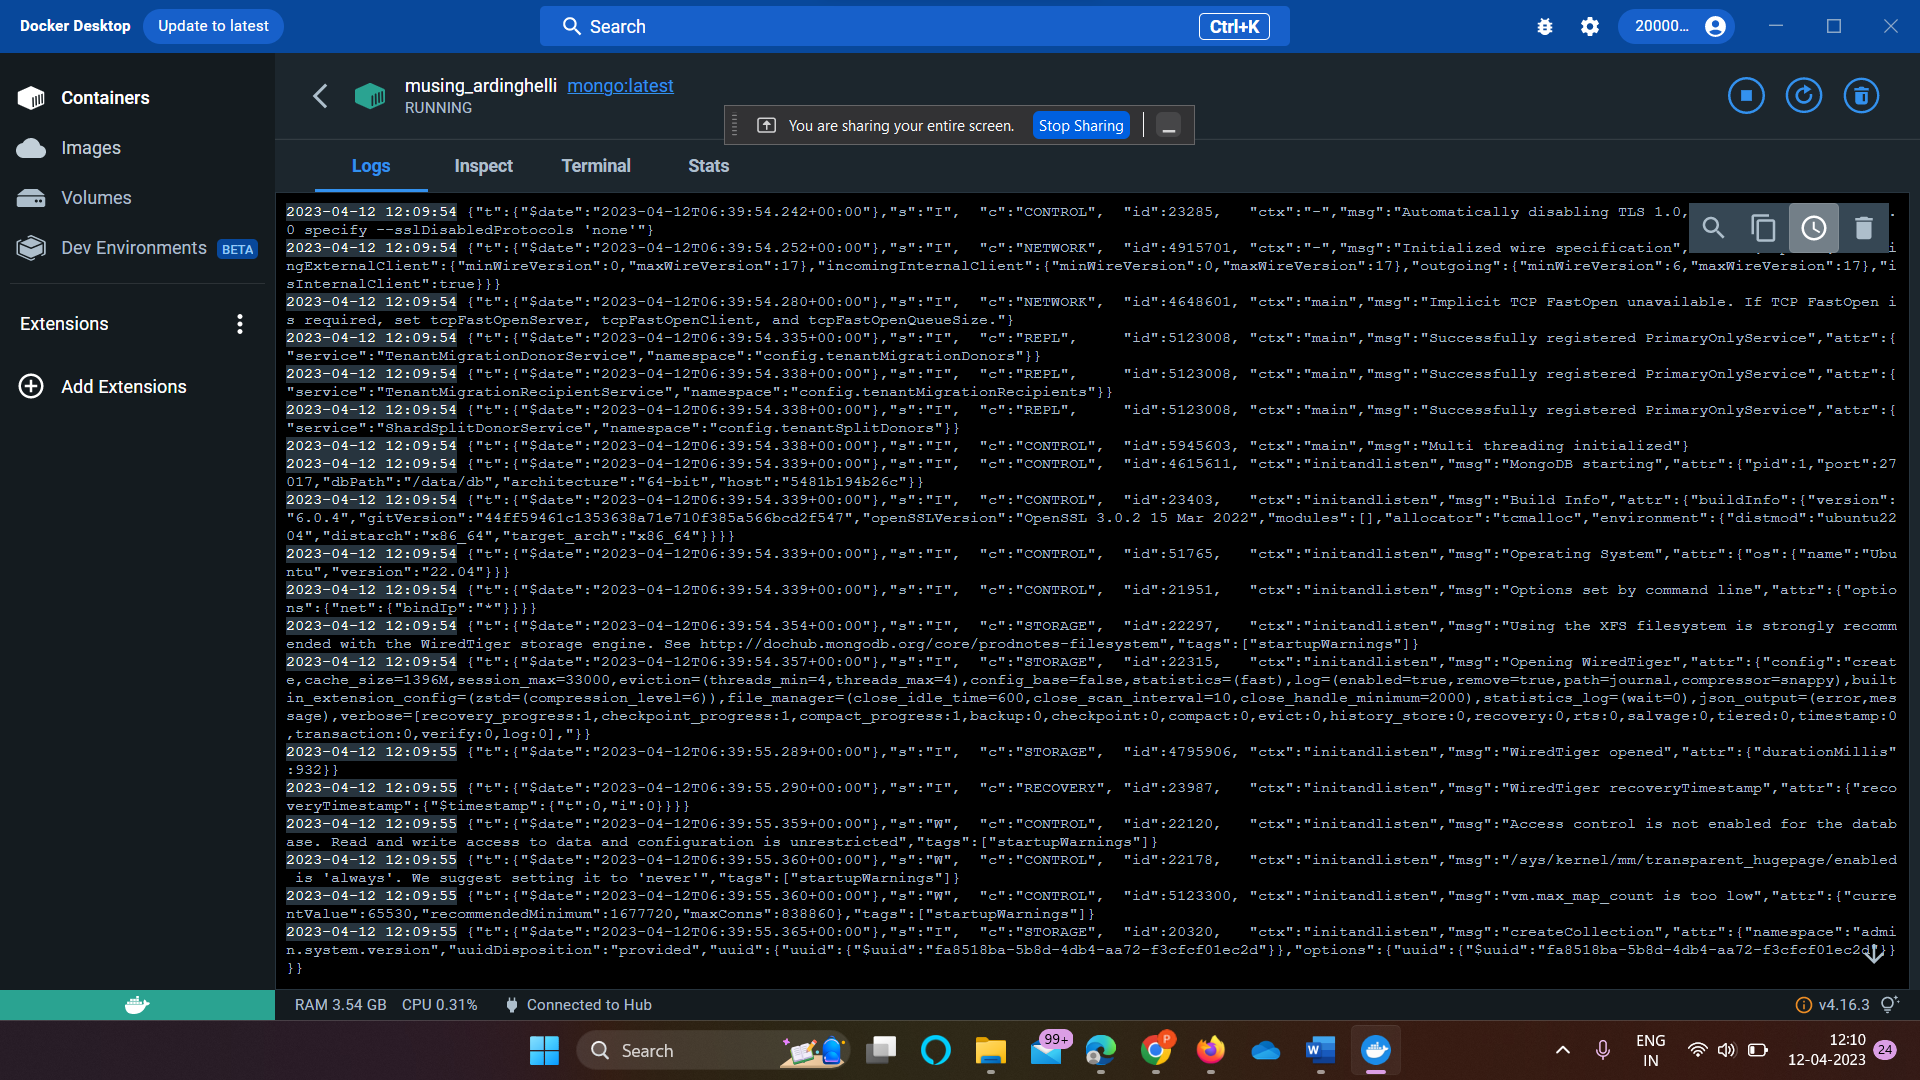 Docker Desktop
Update to latest
Search
Ctrl+K
20000...
Containers
Images
Volumes
Dev Environments BETA
Extensions
Add Extensions
musing_ardinghelli mongo:latest
RUNNING
You are sharing your entire screen. Stop Sharing
Logs Inspect Terminal Stats
2023-04-12 12:09:54 {"t":{"$date":"2023-04-12T06:39:54.242+00:00"},"s":"I", "c":"CONTROL", "id":23285, "ctx":"-","msg":"Automatically disabling TLS 1.0,
0 specify --sslDisabledProtocols 'none'"}
2023-04-12 12:09:54 {"t":{"$date":"2023-04-12T06:39:54.252+00:00"},"s":"I", "c":"NETWORK", "id":4915701, "ctx":"-","msg":"Initialized wire specification",
ngExternalClient":{"minWireVersion":0,"maxWireVersion":17},"incomingInternalClient":{"minWireVersion":0,"maxWireVersion":17},"outgoing":{"minWireVersion":6,"maxWireVersion":17},"i
sInternalClient":true}}}
2023-04-12 12:09:54 {"t":{"$date":"2023-04-12T06:39:54.280+00:00"},"s":"I", "c":"NETWORK", "id":4648601, "ctx":"main","msg":"Implicit TCP FastOpen unavailable. If TCP FastOpen i
s required, set tcpFastOpenServer, tcpFastOpenClient, and tcpFastOpenQueueSize."}
2023-04-12 12:09:54 {"t":{"$date":"2023-04-12T06:39:54.335+00:00"},"s":"I", "c":"REPL", "id":5123008, "ctx":"main","msg":"Successfully registered PrimaryOnlyService","attr":{
"service":"TenantMigrationDonorService","namespace":"config.tenantMigrationDonors"}}
2023-04-12 12:09:54 {"t":{"$date":"2023-04-12T06:39:54.338+00:00"},"s":"I", "c":"REPL", "id":5123008, "ctx":"main","msg":"Successfully registered PrimaryOnlyService","attr":{
"service":"TenantMigrationRecipientService","namespace":"config.tenantMigrationRecipients"}}
2023-04-12 12:09:54 {"t":{"$date":"2023-04-12T06:39:54.338+00:00"},"s":"I", "c":"REPL", "id":5123008, "ctx":"main","msg":"Successfully registered PrimaryOnlyService","attr":{
"service":"ShardSplitDonorService","namespace":"config.tenantSplitDonors"}}
2023-04-12 12:09:54 {"t":{"$date":"2023-04-12T06:39:54.338+00:00"},"s":"I", "c":"CONTROL", "id":5945603, "ctx":"main","msg":"Multi threading initialized"}
2023-04-12 12:09:54 {"t":{"$date":"2023-04-12T06:39:54.339+00:00"},"s":"I", "c":"CONTROL", "id":4615611, "ctx":"initandlisten","msg":"MongoDB starting","attr":{"pid":1,"port":27
017,"dbPath":"/data/db","architecture":"64-bit","host":"5481b194b26c"}}
2023-04-12 12:09:54 {"t":{"$date":"2023-04-12T06:39:54.339+00:00"},"s":"I", "c":"CONTROL", "id":23403, "ctx":"initandlisten","msg":"Build Info","attr":{"buildInfo":{"version":
"6.0.4","gitVersion":"44ff59461c1353638a71e710f385a566bcd2f547","openSSLVersion":"OpenSSL 3.0.2 15 Mar 2022","modules":[],"allocator":"tcmalloc","environment":{"distmod":"ubuntu22
04","distarch":"x86_64","target_arch":"x86_64"}}}}
2023-04-12 12:09:54 {"t":{"$date":"2023-04-12T06:39:54.339+00:00"},"s":"I", "c":"CONTROL", "id":51765, "ctx":"initandlisten","msg":"Operating System","attr":{"os":{"name":"Ubu
ntu","version":"22.04"}}}
2023-04-12 12:09:54 {"t":{"$date":"2023-04-12T06:39:54.339+00:00"},"s":"I", "c":"CONTROL", "id":21951, "ctx":"initandlisten","msg":"Options set by command line","attr":{"optio
ns":{"net":{"bindIp":"*"}}}}
2023-04-12 12:09:54 {"t":{"$date":"2023-04-12T06:39:54.354+00:00"},"s":"I", "c":"STORAGE", "id":22297, "ctx":"initandlisten","msg":"Using the XFS filesystem is strongly recomm
ended with the WiredTiger storage engine. See http://dochub.mongodb.org/core/prodnotes-filesystem","tags":["startupWarnings"]}
2023-04-12 12:09:54 {"t":{"$date":"2023-04-12T06:39:54.357+00:00"},"s":"I", "c":"STORAGE", "id":22315, "ctx":"initandlisten","msg":"Opening WiredTiger","attr":{"config":"creat
e,cache_size=1396M,session_max=33000,eviction=(threads_min=4,threads_max=4),config_base=false,statistics=(fast),log=(enabled=true,remove=true,path=journal,compressor=snappy),built
in_extension_config=(zstd=(compression_level=6)),file_manager=(close_idle_time=600,close_scan_interval=10,close_handle_minimum=2000),statistics_log=(wait=0),json_output=(error,mes
sage),verbose=[recovery_progress:1,checkpoint_progress:1,compact_progress:1,backup:0,checkpoint:0,compact:0,evict:0,history_store:0,recovery:0,rts:0,salvage:0,tiered:0,timestamp:0
,transaction:0,verify:0,log:0],"}}
2023-04-12 12:09:55 {"t":{"$date":"2023-04-12T06:39:55.289+00:00"},"s":"I", "c":"STORAGE", "id":4795906, "ctx":"initandlisten","msg":"WiredTiger opened","attr":{"durationMillis"
:932}}
2023-04-12 12:09:55 {"t":{"$date":"2023-04-12T06:39:55.290+00:00"},"s":"I", "c":"RECOVERY", "id":23987, "ctx":"initandlisten","msg":"WiredTiger recoveryTimestamp","attr":{"reco
veryTimestamp":{"$timestamp":{"t":0,"i":0}}}}
2023-04-12 12:09:55 {"t":{"$date":"2023-04-12T06:39:55.359+00:00"},"s":"W", "c":"CONTROL", "id":22120, "ctx":"initandlisten","msg":"Access control is not enabled for the datab
ase. Read and write access to data and configuration is unrestricted","tags":["startupWarnings"]}
2023-04-12 12:09:55 {"t":{"$date":"2023-04-12T06:39:55.360+00:00"},"s":"W", "c":"CONTROL", "id":22178, "ctx":"initandlisten","msg":"/sys/kernel/mm/transparent_hugepage/enabled
is 'always'. We suggest setting it to 'never'","tags":["startupWarnings"]}
2023-04-12 12:09:55 {"t":{"$date":"2023-04-12T06:39:55.360+00:00"},"s":"W", "c":"CONTROL", "id":5123300, "ctx":"initandlisten","msg":"vm.max_map_count is too low","attr":{"curre
ntValue":65530,"recommendedMinimum":1677720,"maxConns":838860},"tags":["startupWarnings"]}
2023-04-12 12:09:55 {"t":{"$date":"2023-04-12T06:39:55.365+00:00"},"s":"I", "c":"STORAGE", "id":20320, "ctx":"initandlisten","msg":"createCollection","attr":{"namespace":"admi
n.system.version","uuidDisposition":"provided","uuid":{"uuid":{"$uuid":"fa8518ba-5b8d-4db4-aa72-f3cfcf01ec2d"}},"options":{"uuid":{"$uuid":"fa8518ba-5b8d-4db4-aa72-f3cfcf01ec2d"}}
}}
RAM 3.54 GB CPU 0.31% Connected to Hub
v4.16.3
Search
99+
P
W
ENG
IN
12:10
12-04-2023
24